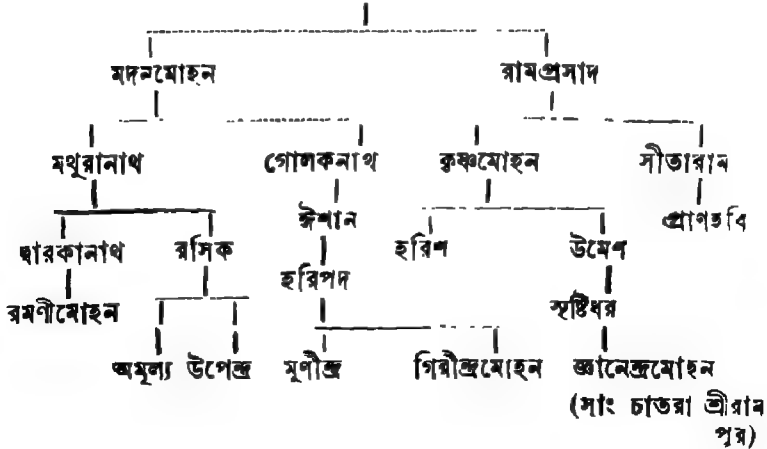 মদনমোহন রামপ্রসাদ
মথুরানাথ গোলকনাথ কৃষ্ণমোহন সীতারাম
দ্বারকানাথ রসিক ঈশান হরিশ উমেশ প্রাণহরি
রমণীমোহন হরিপদ সৃষ্টিধর
অমূল্য উপেন্দ্র মুণীন্দ্র গিরীন্দ্রমোহন জ্ঞানেন্দ্রমোহন
(সাং চাতরা শ্রীরাম
পুর)